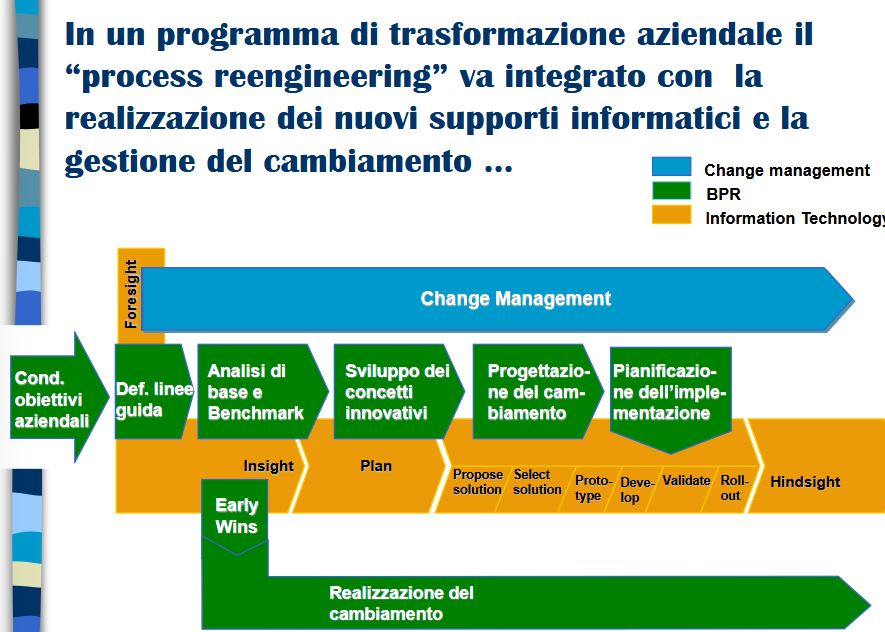 In un programma di trasformazione aziendale il
“process reengineering” va integrato con la
realizzazione dei nuovi supporti informatici e la
gestione del cambiamento ...
Change management
BPR
Information Technology
Foresight
Change Management
Cond.
obiettivi
aziendali
Def. linee
guida
Analisi di
base e
Benchmark
Sviluppo dei
concetti
innovativi
Progettazio-
ne del cam-
biamento
Pianificazio-
ne dell’imple-
mentazione
Insight
Plan
Propose
solution
Select
solution
Proto-
type
Deve-
lop
Validate
Roll-
out
Hindsight
Early
Wins
Realizzazione del
cambiamento